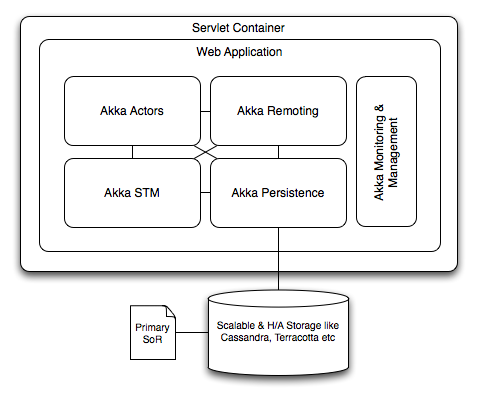 Servlet Container
Web Application
Akka Actors
Akka Remoting
Akka STM
Akka Persistence
Akka Monitoring &
Management
Primary
SoR
Scalable & H/A Storage like
Cassandra, Terracotta etc